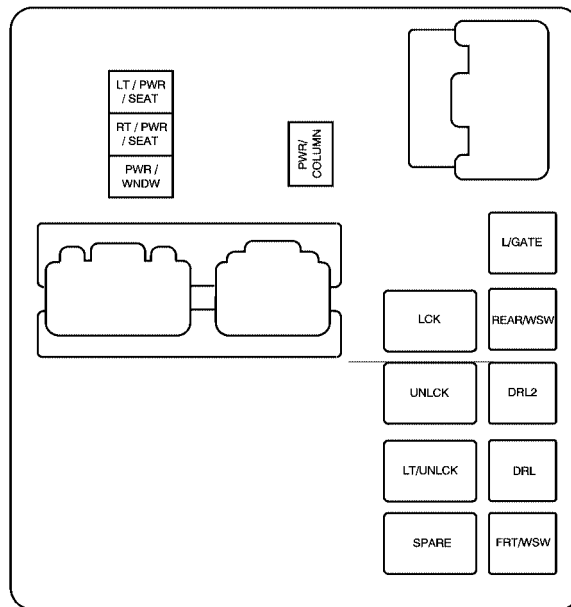 LT / PWR
/ SEAT
RT / PWR
/ SEAT
PWR /
WNDW
PWR/
COLUMN
L/GATE
LCK
REAR/WSW
UNLCK
DRL2
LT/UNLCK
DRL
SPARE
FRT/WSW